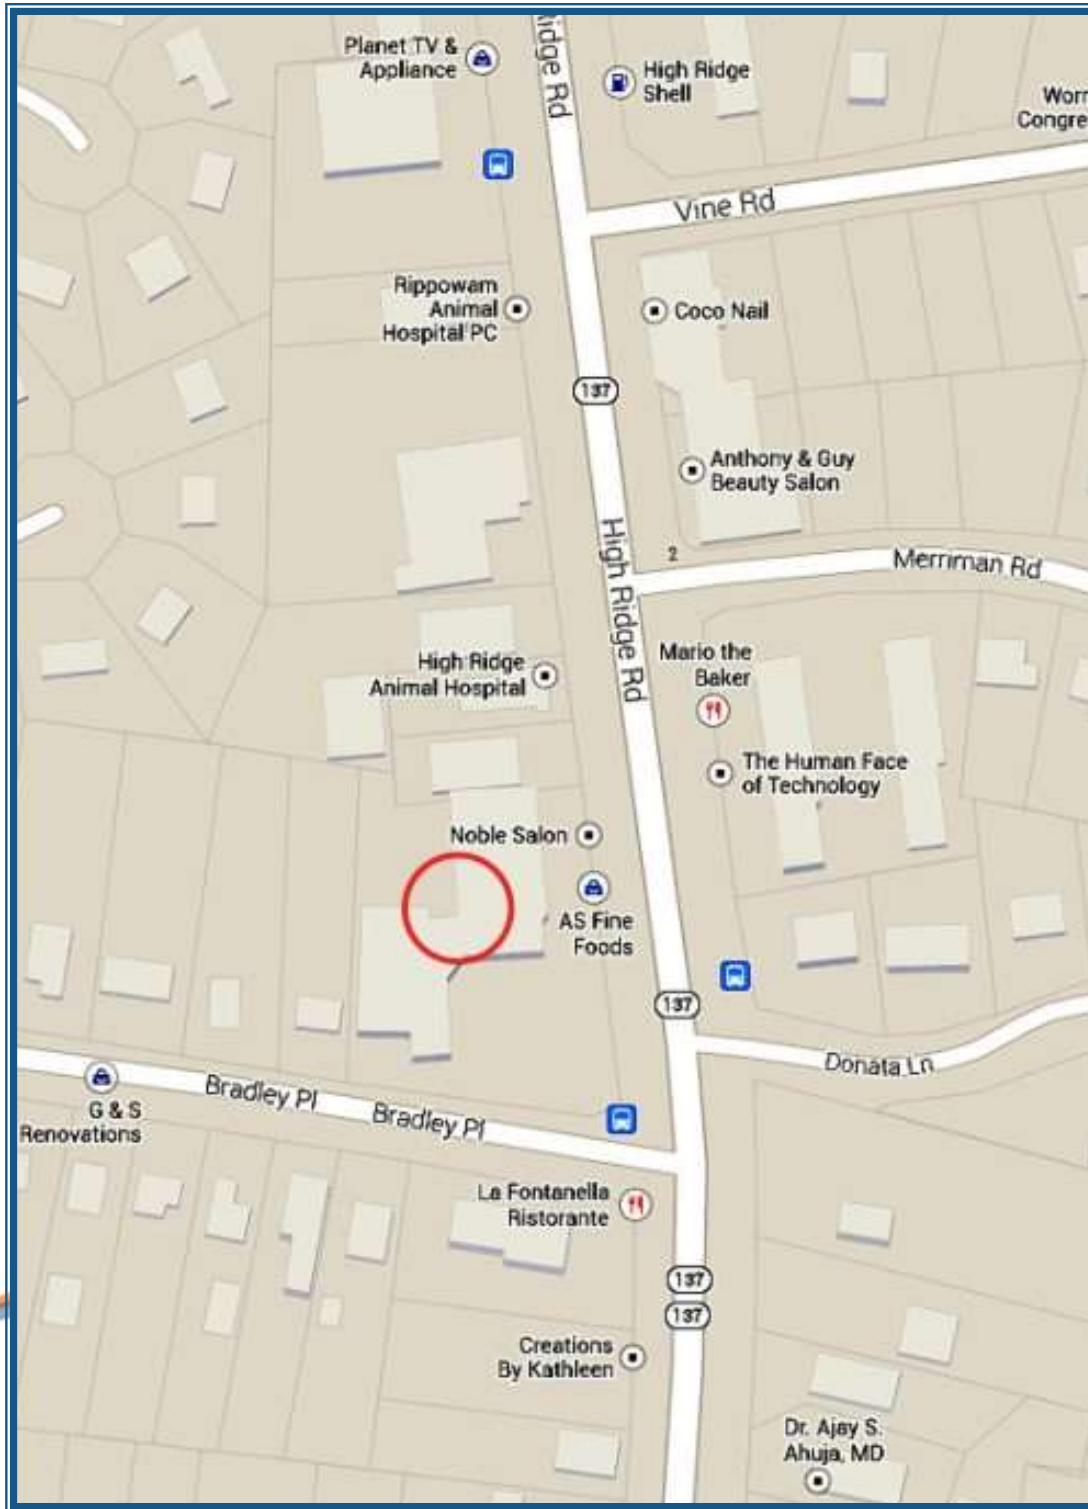 Planet TV &
Appliance
Ridge Rd
High Ridge
Shell
Congre
Vine Rd
Rippowam
Animal
Hospital PC
Coco Nail
137
Anthony & Guy
Beauty Salon
High Ridge Rd
2
Merriman Rd
High Ridge
Animal Hospital
Mario the
Baker
The Human Face
of Technology
Noble Salon
AS Fine
Foods
137
Donata Ln
Bradley Pl
Bradley Pl
G & S
Renovations
La Fontanella
Ristorante
137
137
Creations
By Kathleen
Dr. Ajay S.
Ahuja, MD